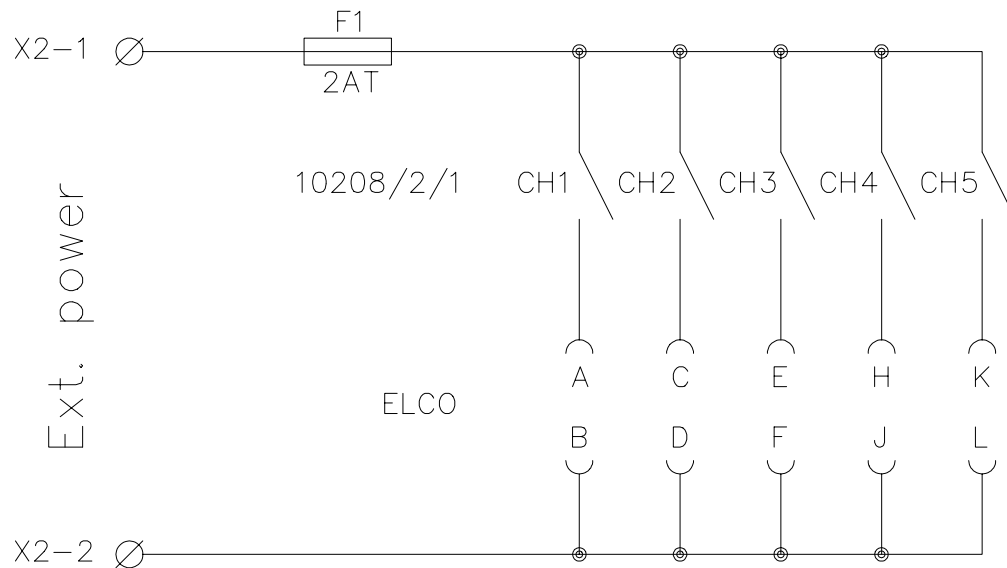 F1
X2-1
2AT
10208/2/1 CH1 CH2 CH3 CH4 CH5
Ext. power
A C E H K
ELCO
B D F J L
X2-2